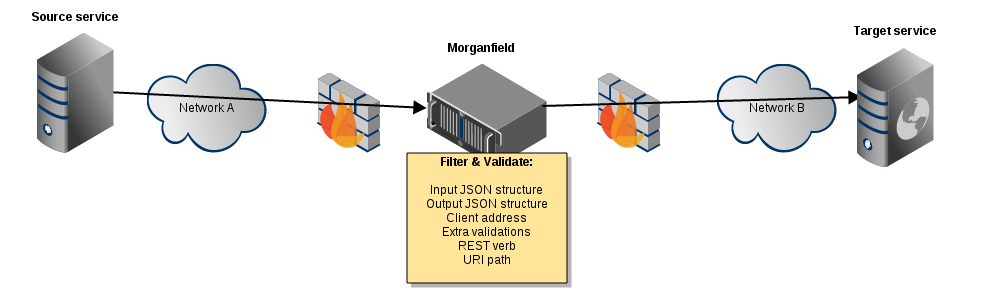 Source service
Network A
Morganfield
Filter & Validate:
Input JSON structure
Output JSON structure
Client address
Extra validations
REST verb
URI path
Network B
Target service